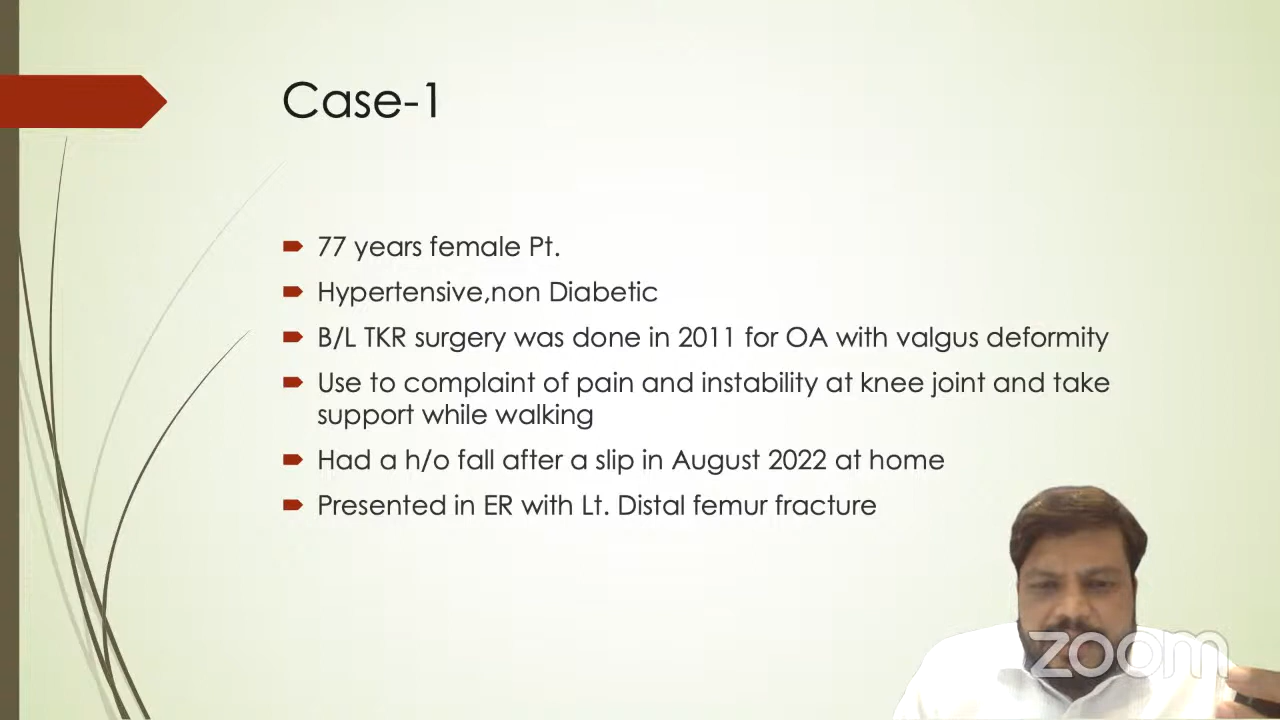 Case-1
77 years female Pt.
Hypertensive,non Diabetic
B/L TKR surgery was done in 2011 for OA with valgus deformity
Use to complaint of pain and instability at knee joint and take
support while walking
Had a h/o fall after a slip in August 2022 at home
Presented in ER with Lt. Distal femur fracture
zoom